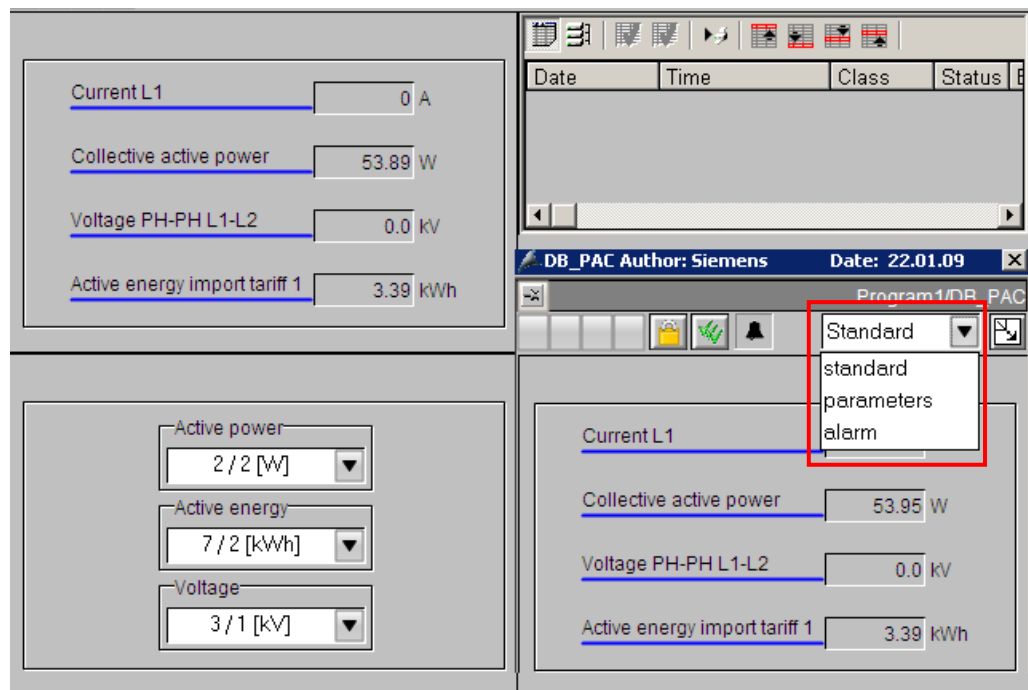 Current L1 0 A
Collective active power 53.89 W
Voltage PH-PH L1-L2 0.0 kV
Active energy import tariff 1 3.39 kWh
Date Time Class Status
DB_PAC Author: Siemens Date: 22.01.09
Program1/DB_PAC
Standard
standard
parameters
alarm
Active power
2 / 2 [W]
Active energy
7 / 2 [kWh]
Voltage
3 / 1 [kV]
Current L1
Collective active power 53.95 W
Voltage PH-PH L1-L2 0.0 kV
Active energy import tariff 1 3.39 kWh